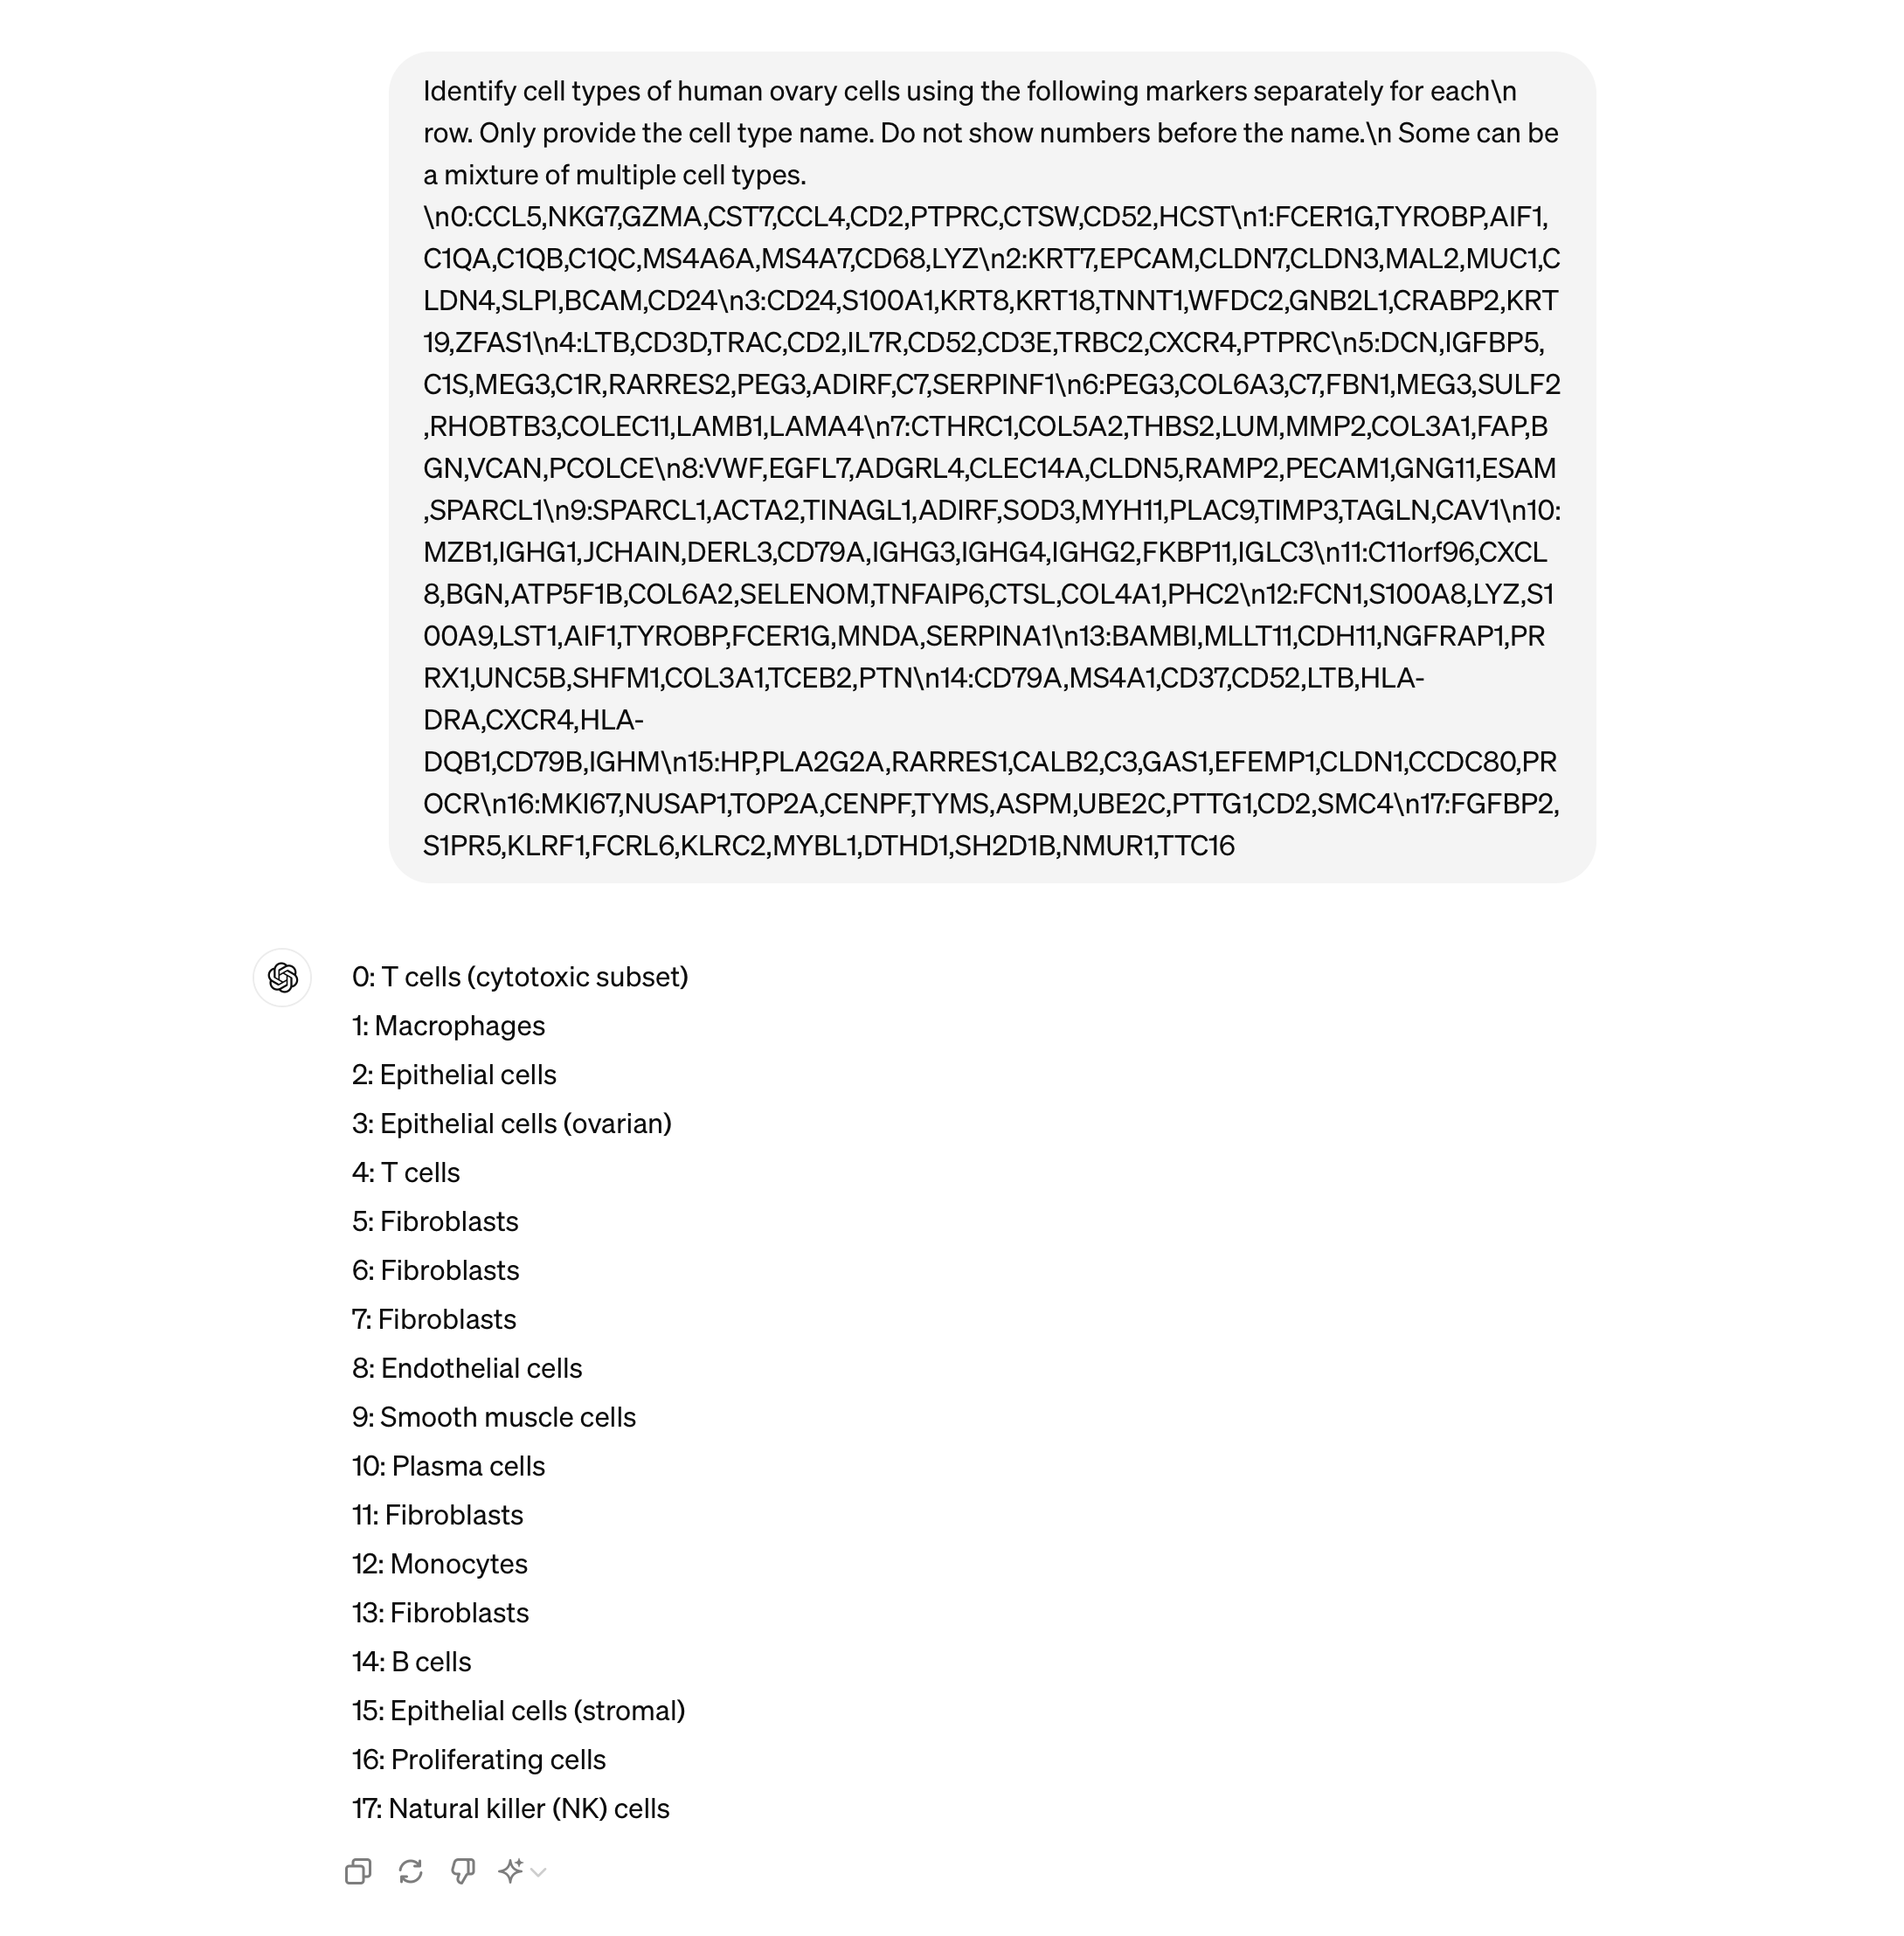 Identify cell types of human ovary cells using the following markers separately for each\n
row. Only provide the cell type name. Do not show numbers before the name.\n Some can be
a mixture of multiple cell types.
\n0:CCL5,NKG7,GZMA,CST7,CCL4,CD2,PTPRC,CTSW,CD52,HCST\n1:FCER1G,TYROBP,AIF1,
C1QA,C1QB,C1QC,MS4A6A,MS4A7,CD68,LYZ\n2:KRT7,EPCAM,CLDN7,CLDN3,MAL2,MUC1,C
LDN4,SLPI,BCAM,CD24\n3:CD24,S100A1,KRT8,KRT18,TNNT1,WFDC2,GNB2L1,CRABP2,KRT
19,ZFAS1\n4:LTB,CD3D,TRAC,CD2,IL7R,CD52,CD3E,TRBC2,CXCR4,PTPRC\n5:DCN,IGFBP5,
C1S,MEG3,C1R,RARRES2,PEG3,ADIRF,C7,SERPINF1\n6:PEG3,COL6A3,C7,FBN1,MEG3,SULF2
,RHOBTB3,COLEC11,LAMB1,LAMA4\n7:CTHRC1,COL5A2,THBS2,LUM,MMP2,COL3A1,FAP,B
GN,VCAN,PCOLCE\n8:VWF,EGFL7,ADGRL4,CLEC14A,CLDN5,RAMP2,PECAM1,GNG11,ESAM
,SPARCL1\n9:SPARCL1,ACTA2,TINAGL1,ADIRF,SOD3,MYH11,PLAC9,TIMP3,TAGLN,CAV1\n10:
MZB1,IGHG1,JCHAIN,DERL3,CD79A,IGHG3,IGHG4,IGHG2,FKBP11,IGLC3\n11:C11orf96,CXCL
8,BGN,ATP5F1B,COL6A2,SELENOM,TNFAIP6,CTSL,COL4A1,PHC2\n12:FCN1,S100A8,LYZ,S1
00A9,LST1,AIF1,TYROBP,FCER1G,MNDA,SERPINA1\n13:BAMBI,MLLT11,CDH11,NGFRAP1,PR
RX1,UNC5B,SHFM1,COL3A1,TCEB2,PTN\n14:CD79A,MS4A1,CD37,CD52,LTB,HLA-
DRA,CXCR4,HLA-
DQB1,CD79B,IGHM\n15:HP,PLA2G2A,RARRES1,CALB2,C3,GAS1,EFEMP1,CLDN1,CCDC80,PR
OCR\n16:MKI67,NUSAP1,TOP2A,CENPF,TYMS,ASPM,UBE2C,PTTG1,CD2,SMC4\n17:FGFBP2,
S1PR5,KLRF1,FCRL6,KLRC2,MYBL1,DTHD1,SH2D1B,NMUR1,TTC16
0: T cells (cytotoxic subset)
1: Macrophages
2: Epithelial cells
3: Epithelial cells (ovarian)
4: T cells
5: Fibroblasts
6: Fibroblasts
7: Fibroblasts
8: Endothelial cells
9: Smooth muscle cells
10: Plasma cells
11: Fibroblasts
12: Monocytes
13: Fibroblasts
14: B cells
15: Epithelial cells (stromal)
16: Proliferating cells
17: Natural killer (NK) cells